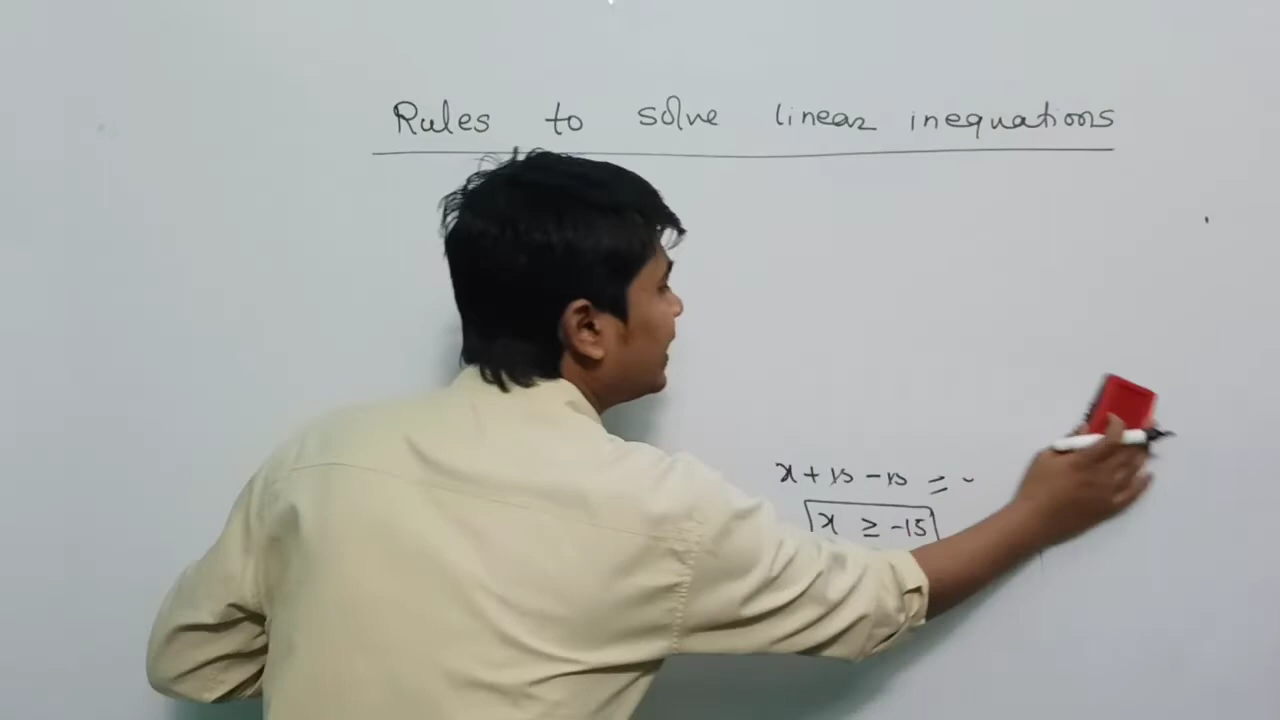 Rules to solve linear inequations
x + 15 - 15 ≥
x ≥ -15